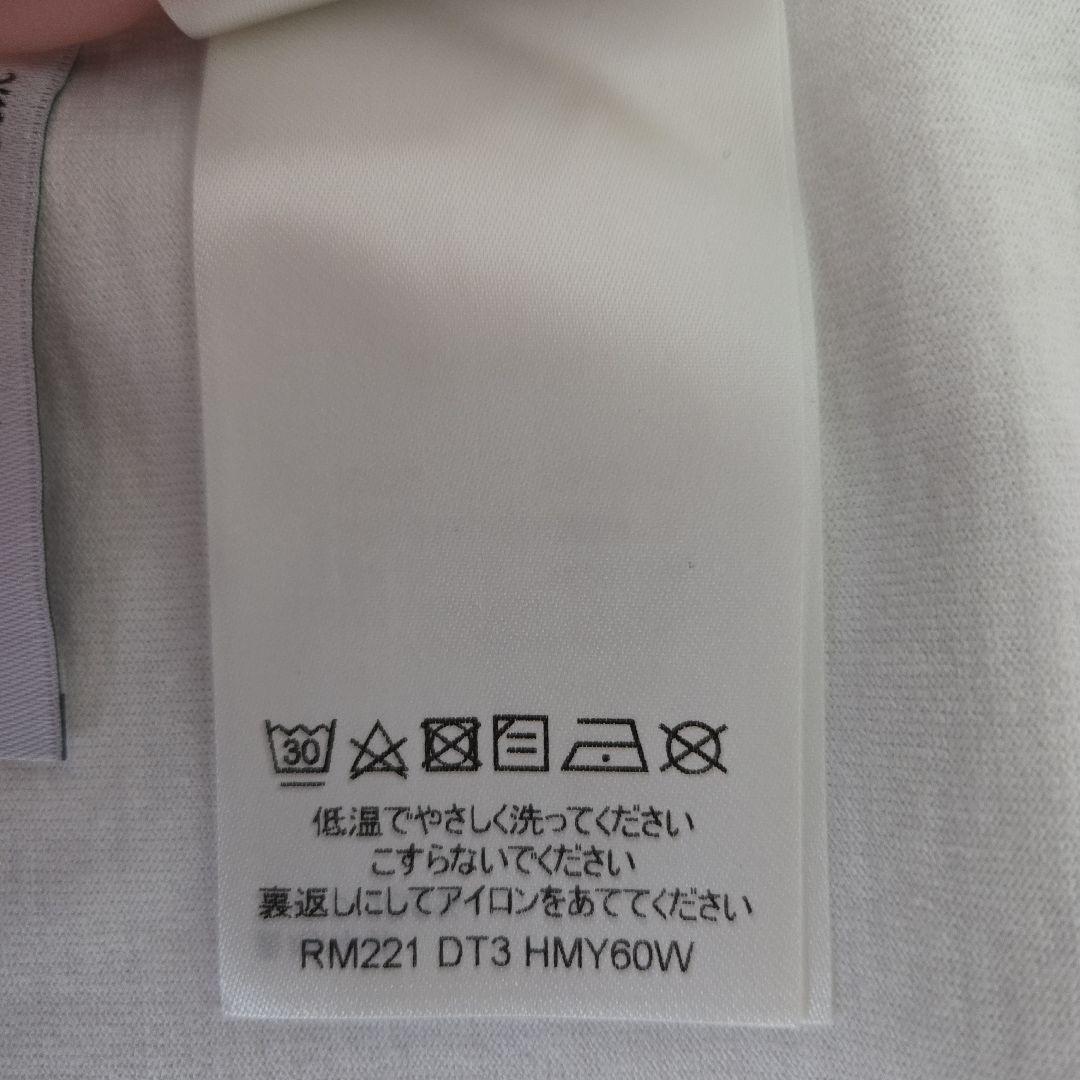 30
低温でやさしく洗ってください
こすらないでください
裏返しにしてアイロンをあててください
RM221 DT3 HMY60W